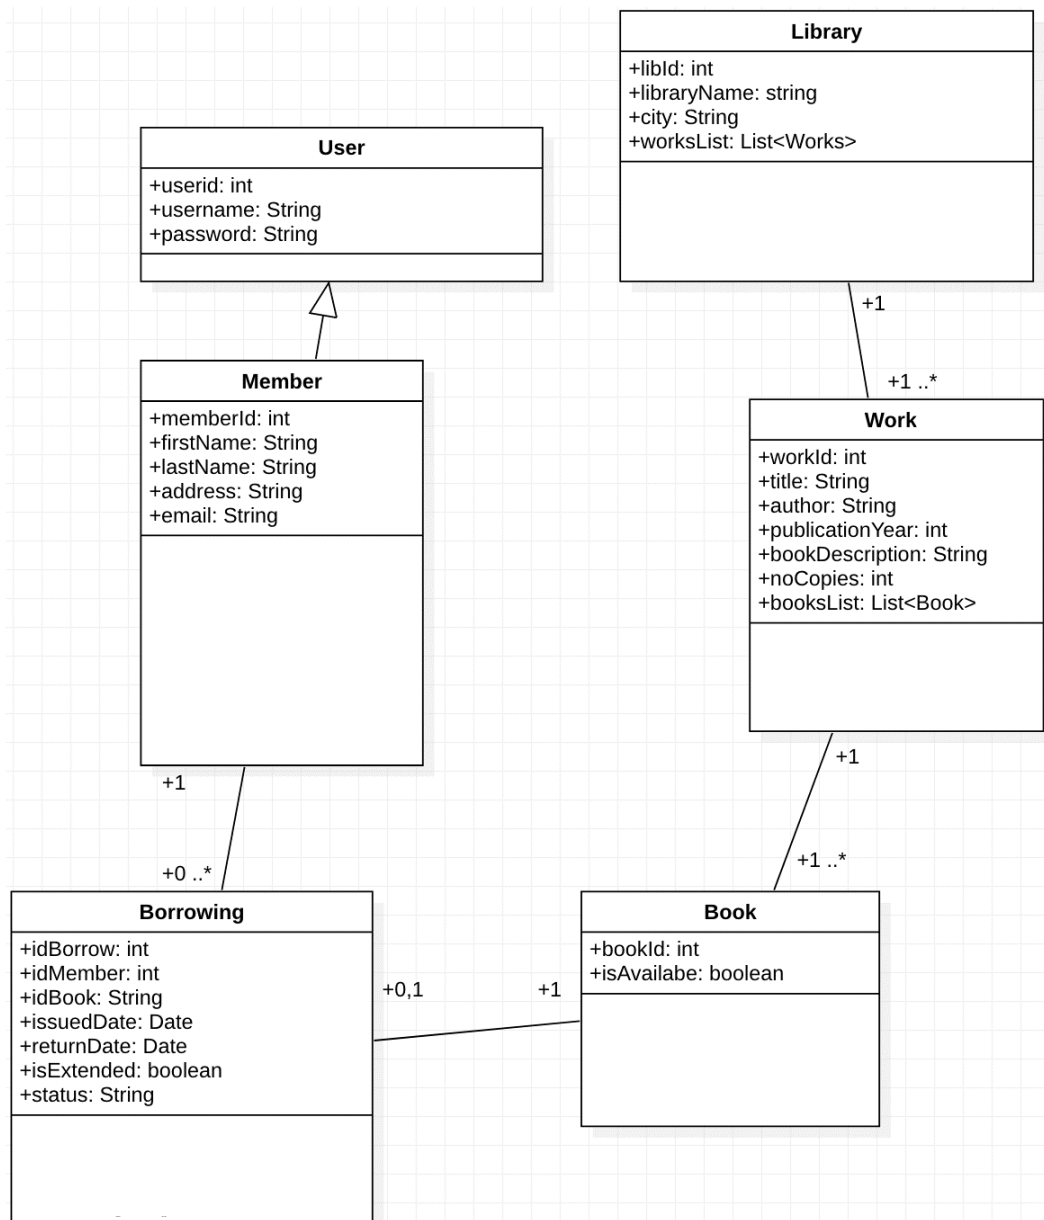 Library
+libId: int
+libraryName: string
+city: String
+worksList: List<Works>
User
+userid: int
+username: String
+password: String
+1
+1 ..*
Member
+memberId: int
+firstName: String
+lastName: String
+address: String
+email: String
Work
+workId: int
+title: String
+author: String
+publicationYear: int
+bookDescription: String
+noCopies: int
+booksList: List<Book>
+1
+0 ..*
+1
+1 ..*
Borrowing
+idBorrow: int
+idMember: int
+idBook: String
+issuedDate: Date
+returnDate: Date
+isExtended: boolean
+status: String
+0,1
+1
Book
+bookId: int
+isAvailabe: boolean